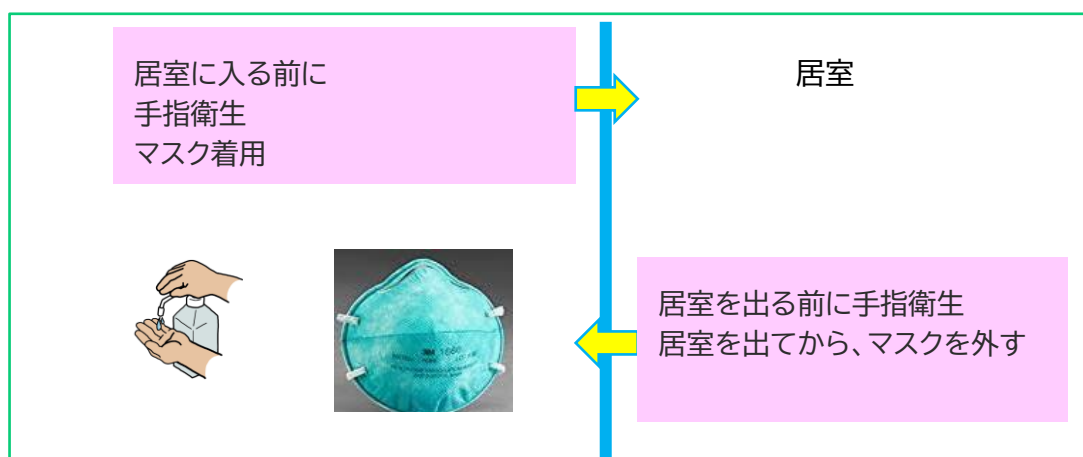 居室に入る前に
手指衛生
マスク着用
居室
居室を出る前に手指衛生
居室を出てから、マスクを外す
3M